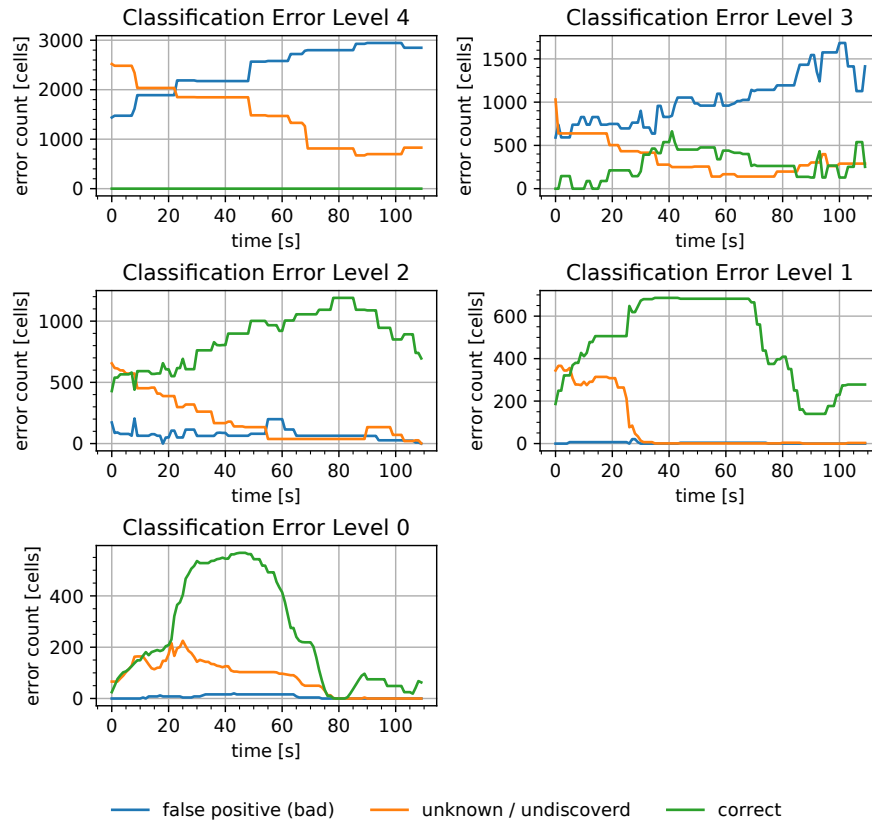 Classification Error Level 4
error count [cells]
3000
2000
1000
0
0 20 40 60 80 100
time [s]
Classification Error Level 3
error count [cells]
1500
1000
500
0
0 20 40 60 80 100
time [s]
Classification Error Level 2
error count [cells]
1000
500
0
0 20 40 60 80 100
time [s]
Classification Error Level 1
error count [cells]
600
400
200
0
0 20 40 60 80 100
time [s]
Classification Error Level 0
error count [cells]
400
200
0
0 20 40 60 80 100
time [s]
false positive (bad) unknown / undiscoverd correct